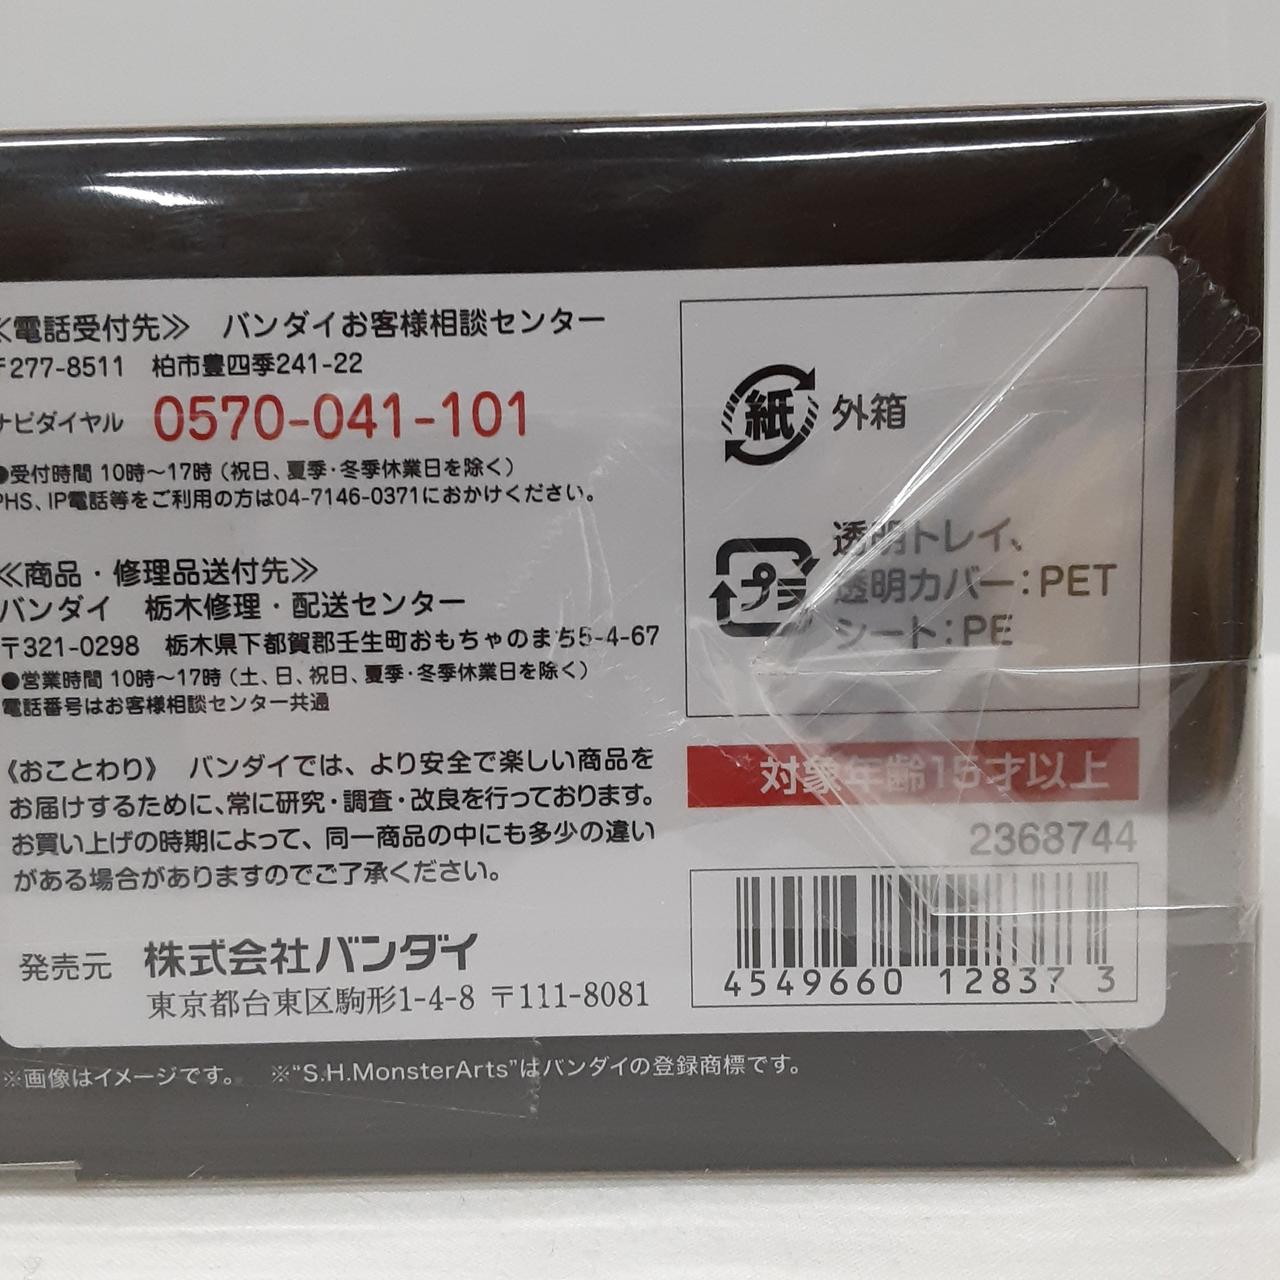 ≪電話受付先≫ バンダイお客様相談センター
〒277-8511 柏市豊四季241-22
ナビダイヤル 0570-041-101
●受付時間 10時～17時（祝日、夏季・冬季休業日を除く）
PHS、IP電話等をご利用の方は04-7146-0371におかけください。
≪商品・修理品送付先≫
バンダイ 栃木修理・配送センター
〒321-0298 栃木県下都賀郡壬生町おもちゃのまち5-4-67
●営業時間 10時～17時（土、日、祝日、夏季・冬季休業日を除く）
電話番号はお客様相談センター共通
《おことわり》 バンダイでは、より安全で楽しい商品を
お届けするために、常に研究・調査・改良を行っております。
お買い上げの時期によって、同一商品の中にも多少の違い
がある場合がありますのでご了承ください。
発売元 株式会社バンダイ
東京都台東区駒形1-4-8 〒111-8081
紙 外箱
プラ 透明トレイ、
透明カバー：PET
シート：PE
対象年齢15才以上
2368744
4549660 12837 3
※画像はイメージです。 ※“S.H.MonsterArts”はバンダイの登録商標です。